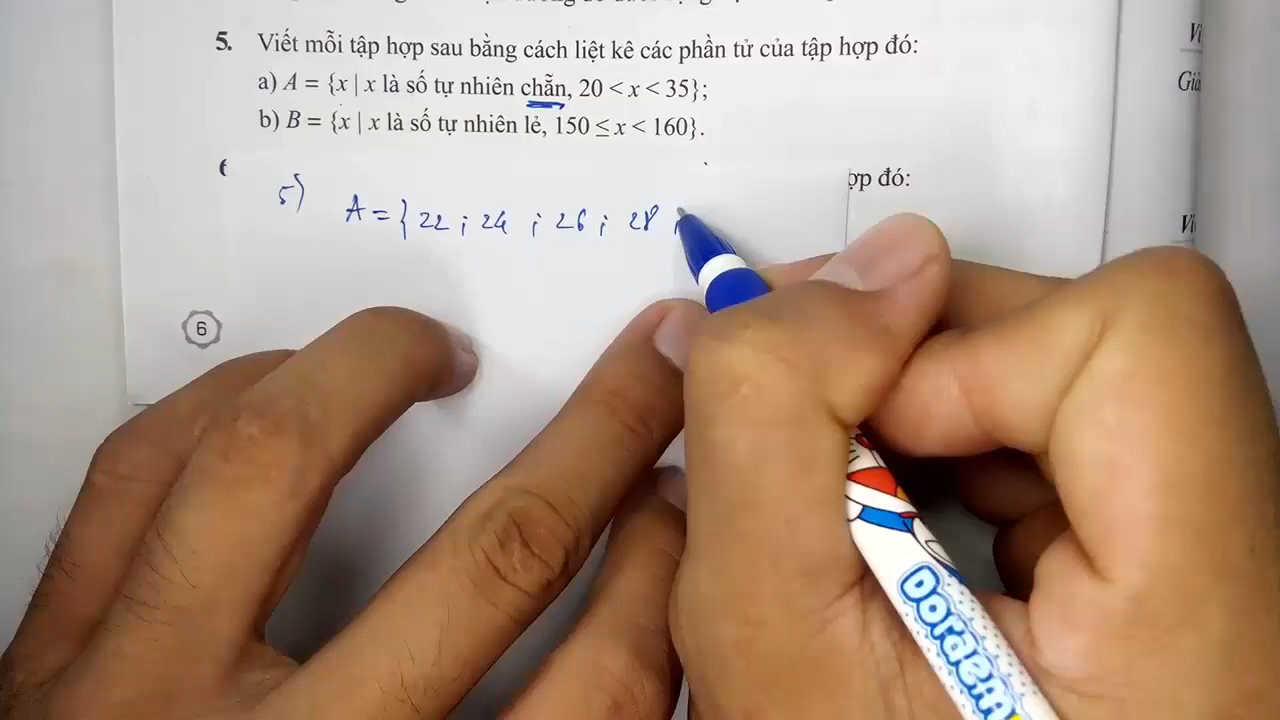 5. Viết mỗi tập hợp sau bằng cách liệt kê các phần tử của tập hợp đó:
a) A = {x | x là số tự nhiên chẵn, 20 < x < 35};
b) B = {x | x là số tự nhiên lẻ, 150 ≤ x < 160}.
ợp đó:
5) A = { 22 ; 24 ; 26 ; 28 ;
6
DORAEM